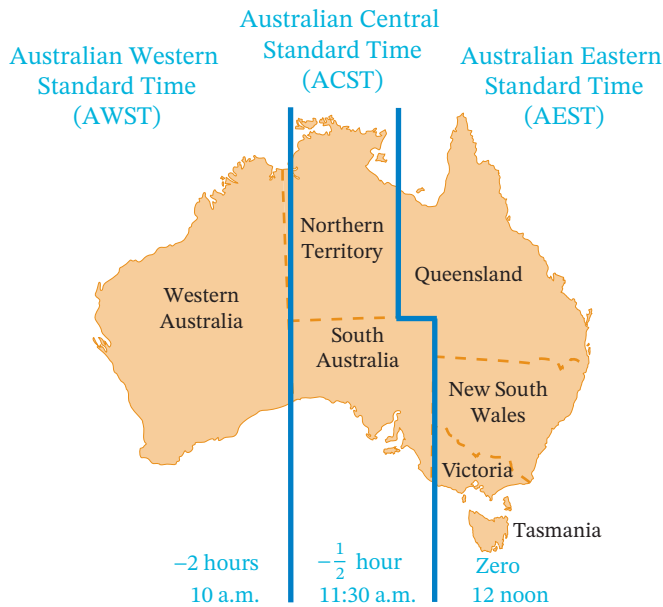 Australian Western
Standard Time
(AWST)
Australian Central
Standard Time
(ACST)
Australian Eastern
Standard Time
(AEST)
Northern
Territory
Queensland
Western
Australia
South
Australia
New South
Wales
Victoria
Tasmania
−2 hours
10 a.m.
−1/2 hour
11:30 a.m.
Zero
12 noon